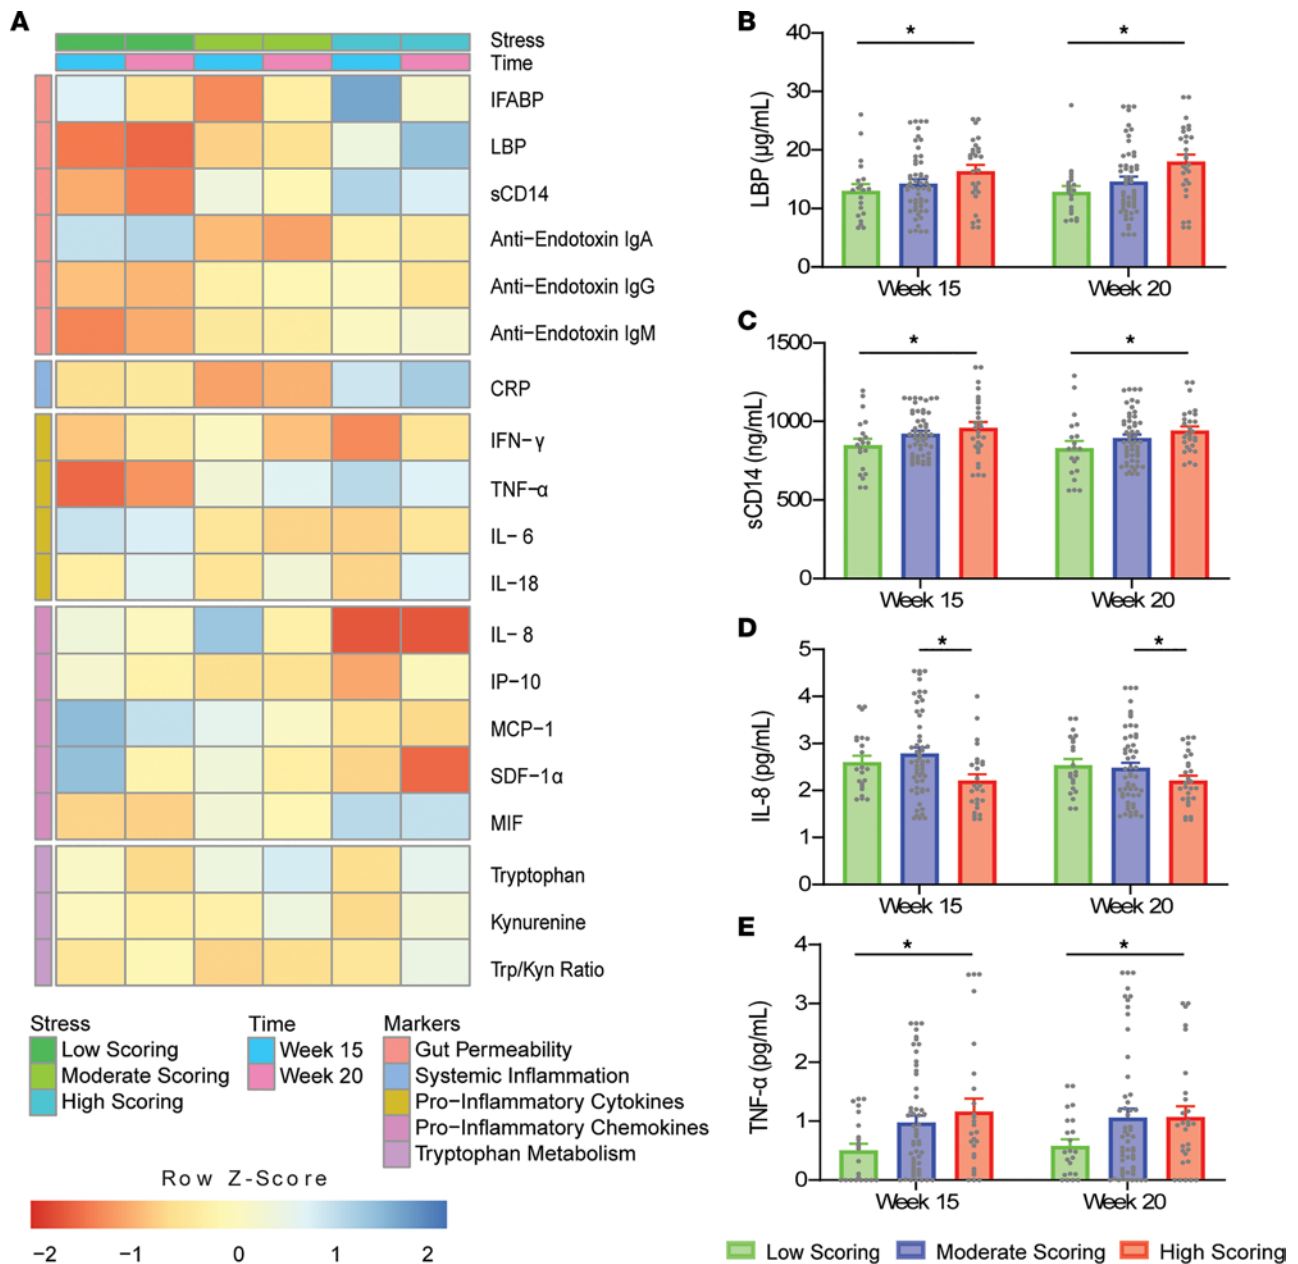 A
Stress
Time
IFABP
LBP
sCD14
Anti-Endotoxin IgA
Anti-Endotoxin IgG
Anti-Endotoxin IgM
CRP
IFN-γ
TNF-α
IL-6
IL-18
IL-8
IP-10
MCP-1
SDF-1α
MIF
Tryptophan
Kynurenine
Trp/Kyn Ratio
Stress
Low Scoring
Moderate Scoring
High Scoring
Time
Week 15
Week 20
Markers
Gut Permeability
Systemic Inflammation
Pro-Inflammatory Cytokines
Pro-Inflammatory Chemokines
Tryptophan Metabolism
Row Z-Score
-2 -1 0 1 2
B
LBP (µg/mL)
40
30
20
10
0
* *
Week 15 Week 20
C
sCD14 (ng/mL)
1500
1000
500
0
* *
Week 15 Week 20
D
IL-8 (pg/mL)
5
4
3
2
1
0
* *
Week 15 Week 20
E
TNF-α (pg/mL)
4
3
2
1
0
* *
Week 15 Week 20
Low Scoring Moderate Scoring High Scoring